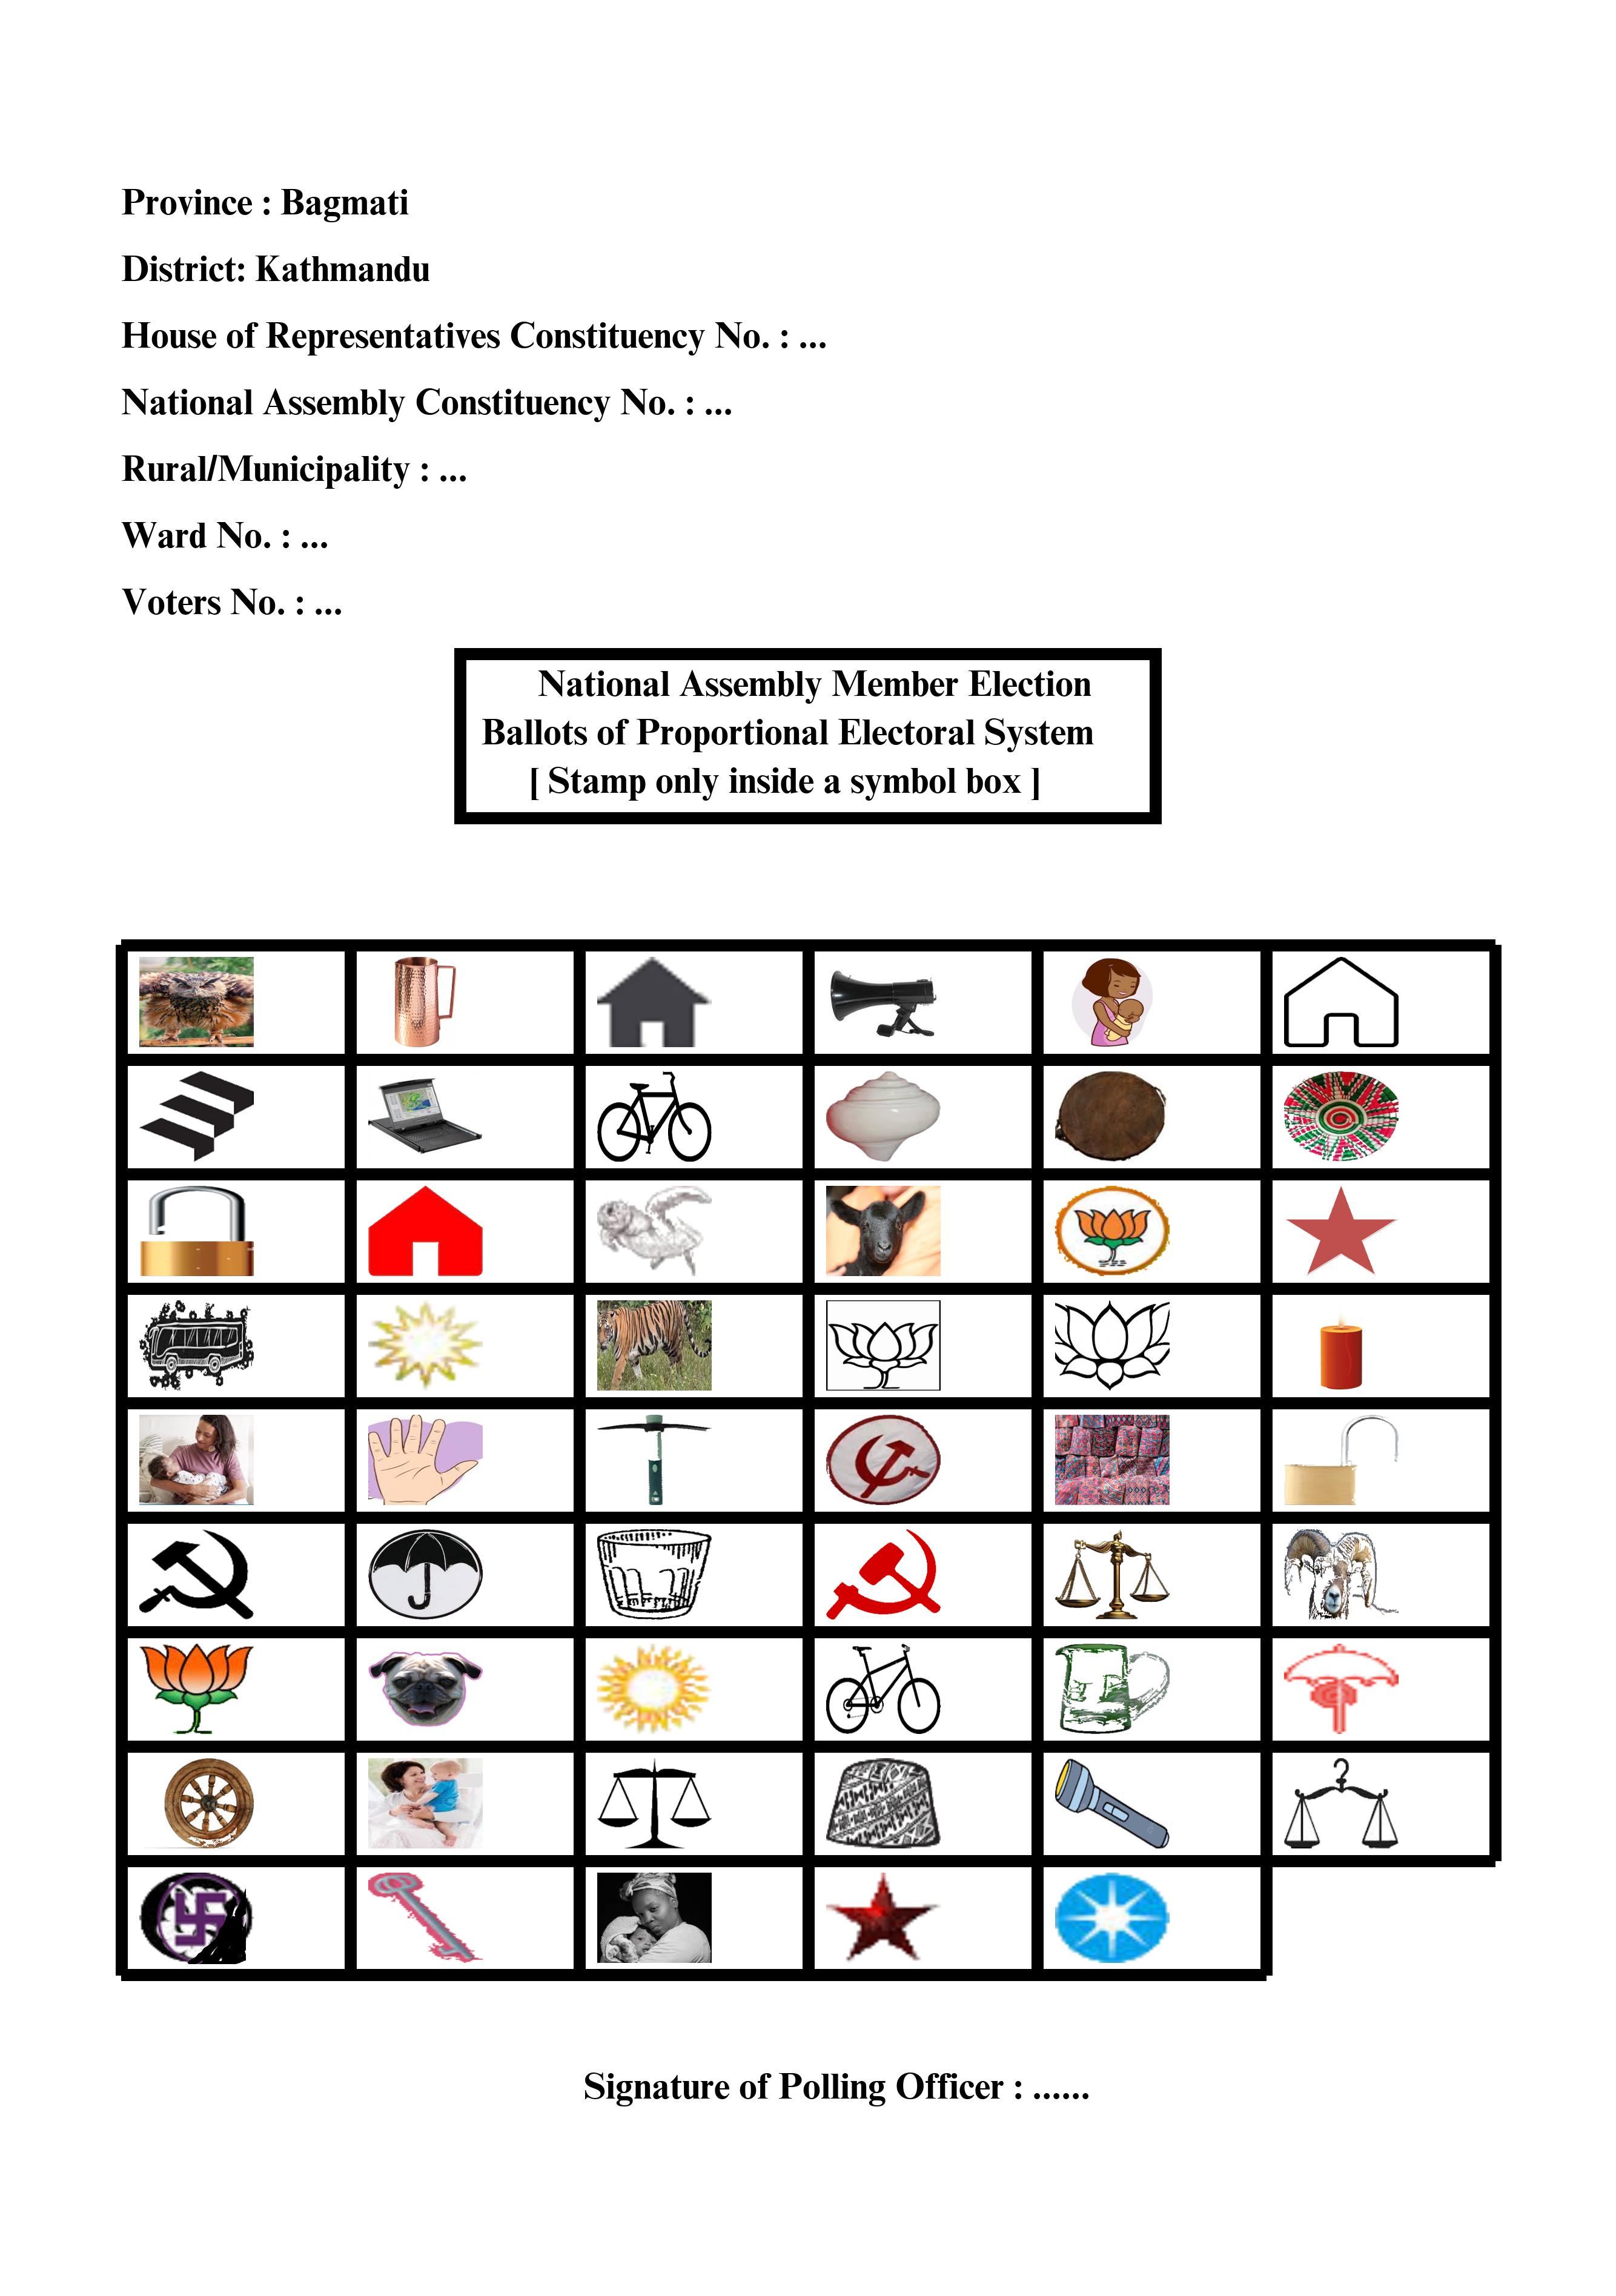 Province : Bagmati
District: Kathmandu
House of Representatives Constituency No. : ...
National Assembly Constituency No. : ...
Rural/Municipality : ...
Ward No. : ...
Voters No. : ...
National Assembly Member Election
Ballots of Proportional Electoral System
[ Stamp only inside a symbol box ]
Signature of Polling Officer : ......